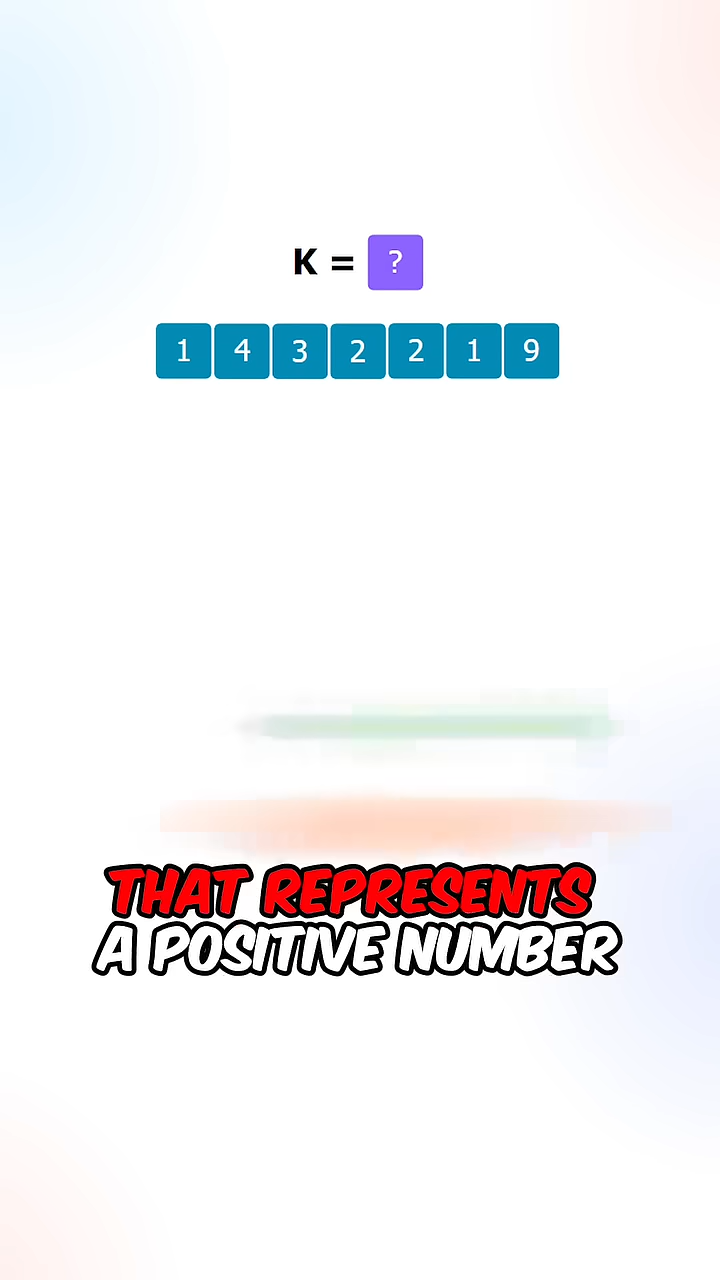 K = ?
1 4 3 2 2 1 9
THAT REPRESENTS
A POSITIVE NUMBER